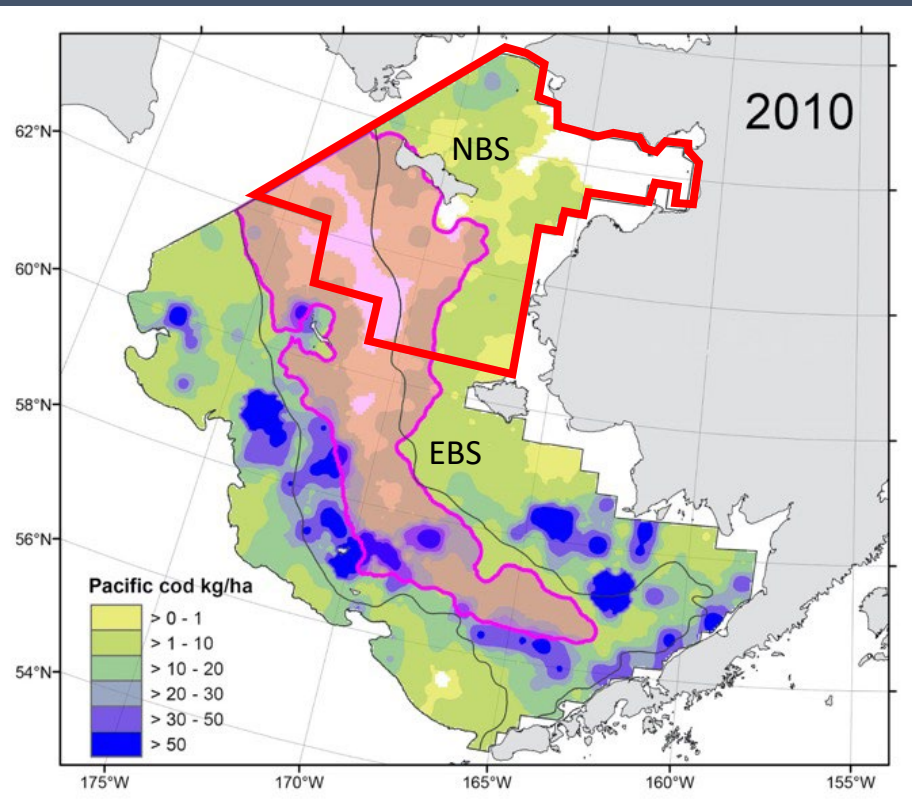 2010
NBS
EBS
62°N
60°N
58°N
56°N
54°N
Pacific cod kg/ha
> 0 - 1
> 1 - 10
> 10 - 20
> 20 - 30
> 30 - 50
> 50
175°W
170°W
165°W
160°W
155°W